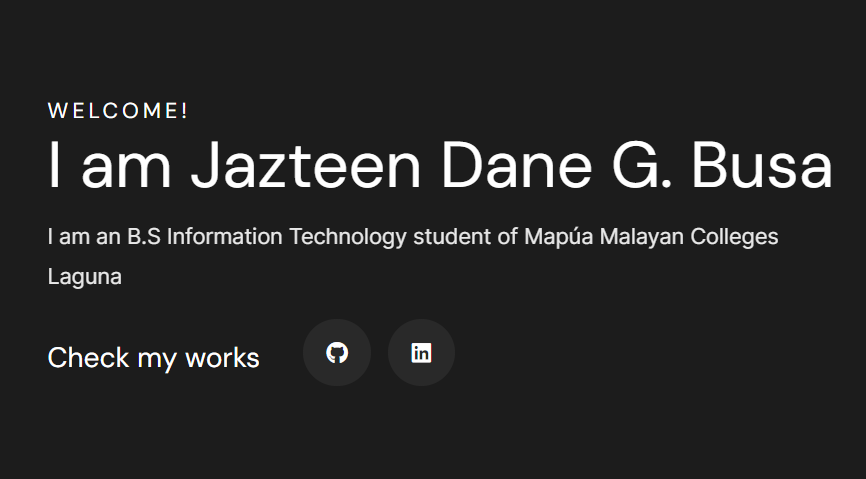 WELCOME!
I am Jazteen Dane G. Busa
I am an B.S Information Technology student of Mapúa Malayan Colleges
Laguna
Check my works